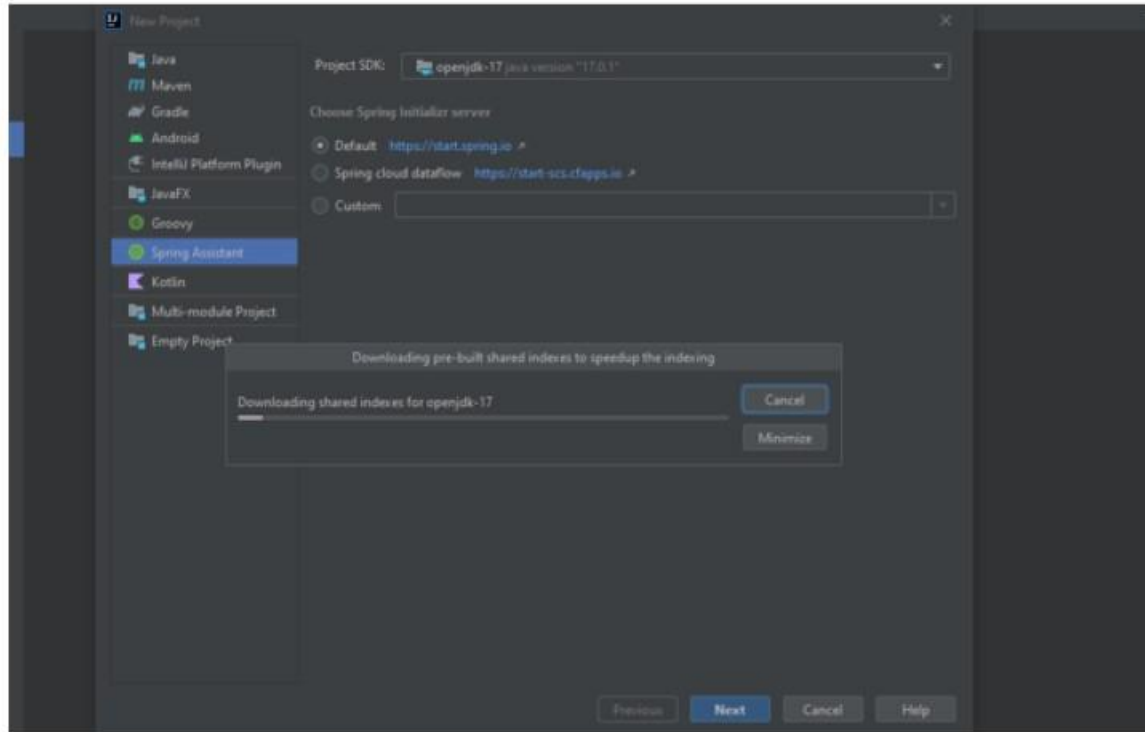 New Project
Java
Maven
Gradle
Android
IntelliJ Platform Plugin
JavaFX
Groovy
Spring Assistant
Kotlin
Multi-module Project
Empty Project
Project SDK: openjdk-17 java version "17.0.1"
Choose Spring Initializr server
Default https://start.spring.io
Spring cloud dataflow https://start-scs.cfapps.io
Custom
Downloading pre-built shared indexes to speedup the indexing
Downloading shared indexes for openjdk-17
Cancel
Minimize
Previous Next Cancel Help